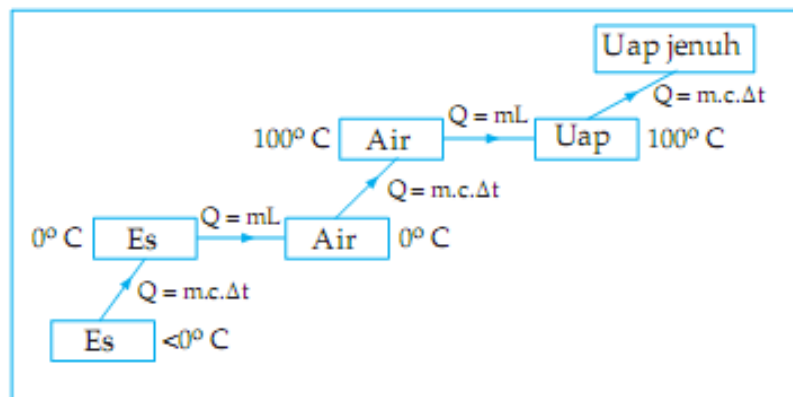 Uap jenuh
Q = m.c.Δt
Q = mL
100° C Air Uap 100° C
Q = m.c.Δt
Q = mL
0° C Es Air 0° C
Q = m.c.Δt
Es <0° C